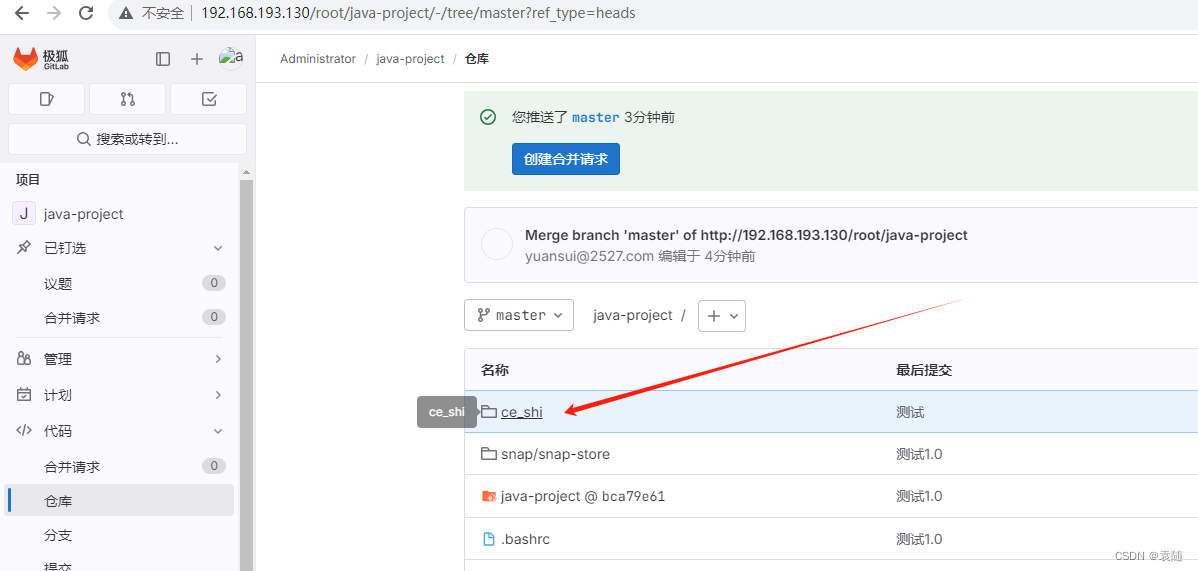 不安全 192.168.193.130/root/java-project/-/tree/master?ref_type=heads
极狐
GitLab
a
Administrator / java-project / 仓库
搜索或转到...
项目
J java-project
已钉选
议题 0
合并请求 0
管理
计划
代码
合并请求 0
仓库
分支
提交
您推送了 master 3分钟前
创建合并请求
Merge branch 'master' of http://192.168.193.130/root/java-project
yuansui@2527.com 编辑于 4分钟前
master java-project / +
名称 最后提交
ce_shi ce_shi 测试
snap/snap-store 测试1.0
java-project @ bca79e61 测试1.0
.bashrc 测试1.0
CSDN @袁随